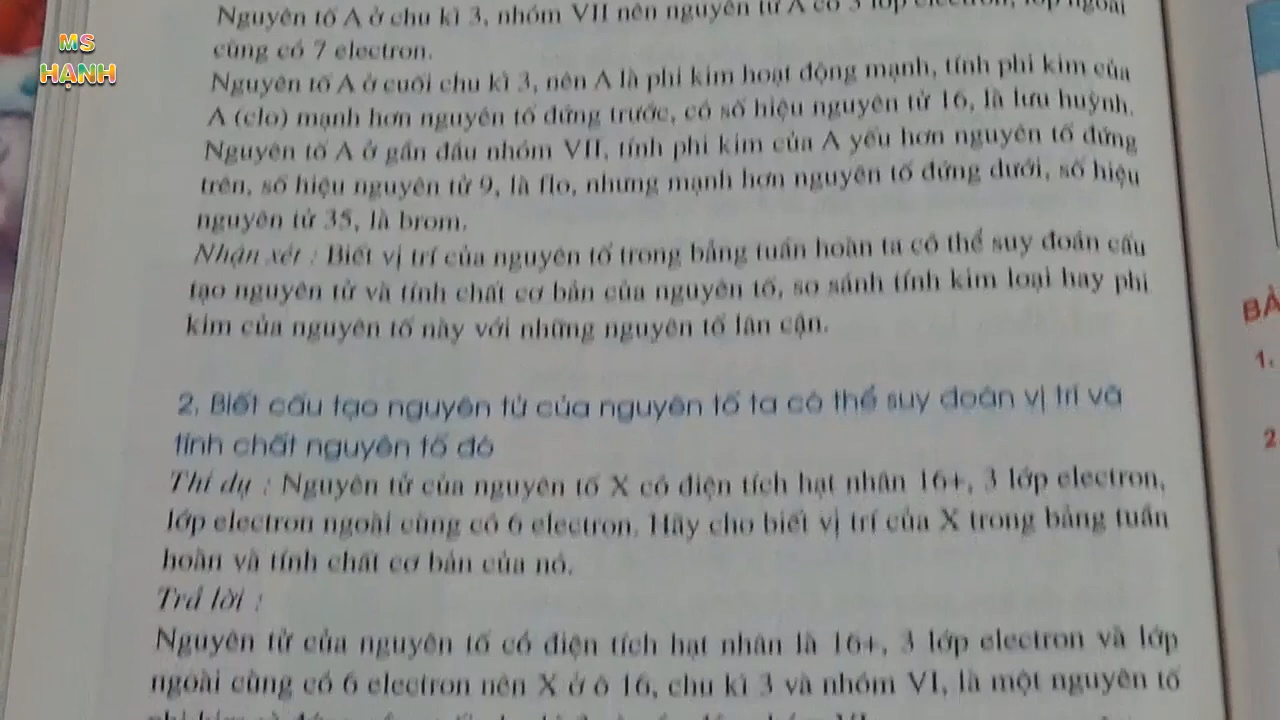 MS
HẠNH
Nguyên tố A ở chu kì 3, nhóm VII nên nguyên tử A có 3 lớp electron, lớp ngoài
cùng có 7 electron.
Nguyên tố A ở cuối chu kì 3, nên A là phi kim hoạt động mạnh, tính phi kim của
A (clo) mạnh hơn nguyên tố đứng trước, có số hiệu nguyên tử 16, là lưu huỳnh.
Nguyên tố A ở gần đầu nhóm VII, tính phi kim của A yếu hơn nguyên tố đứng
trên, số hiệu nguyên tử 9, là flo, nhưng mạnh hơn nguyên tố đứng dưới, số hiệu
nguyên tử 35, là brom.
Nhận xét : Biết vị trí của nguyên tố trong bảng tuần hoàn ta có thể suy đoán cấu
tạo nguyên tử và tính chất cơ bản của nguyên tố, so sánh tính kim loại hay phi
kim của nguyên tố này với những nguyên tố lân cận.
2. Biết cấu tạo nguyên tử của nguyên tố ta có thể suy đoán vị trí và
tính chất nguyên tố đó
Thí dụ : Nguyên tử của nguyên tố X có điện tích hạt nhân 16+, 3 lớp electron,
lớp electron ngoài cùng có 6 electron. Hãy cho biết vị trí của X trong bảng tuần
hoàn và tính chất cơ bản của nó.
Trả lời :
Nguyên tử của nguyên tố có điện tích hạt nhân là 16+, 3 lớp electron và lớp
ngoài cùng có 6 electron nên X ở ô 16, chu kì 3 và nhóm VI, là một nguyên tố
BÀ
1.
2